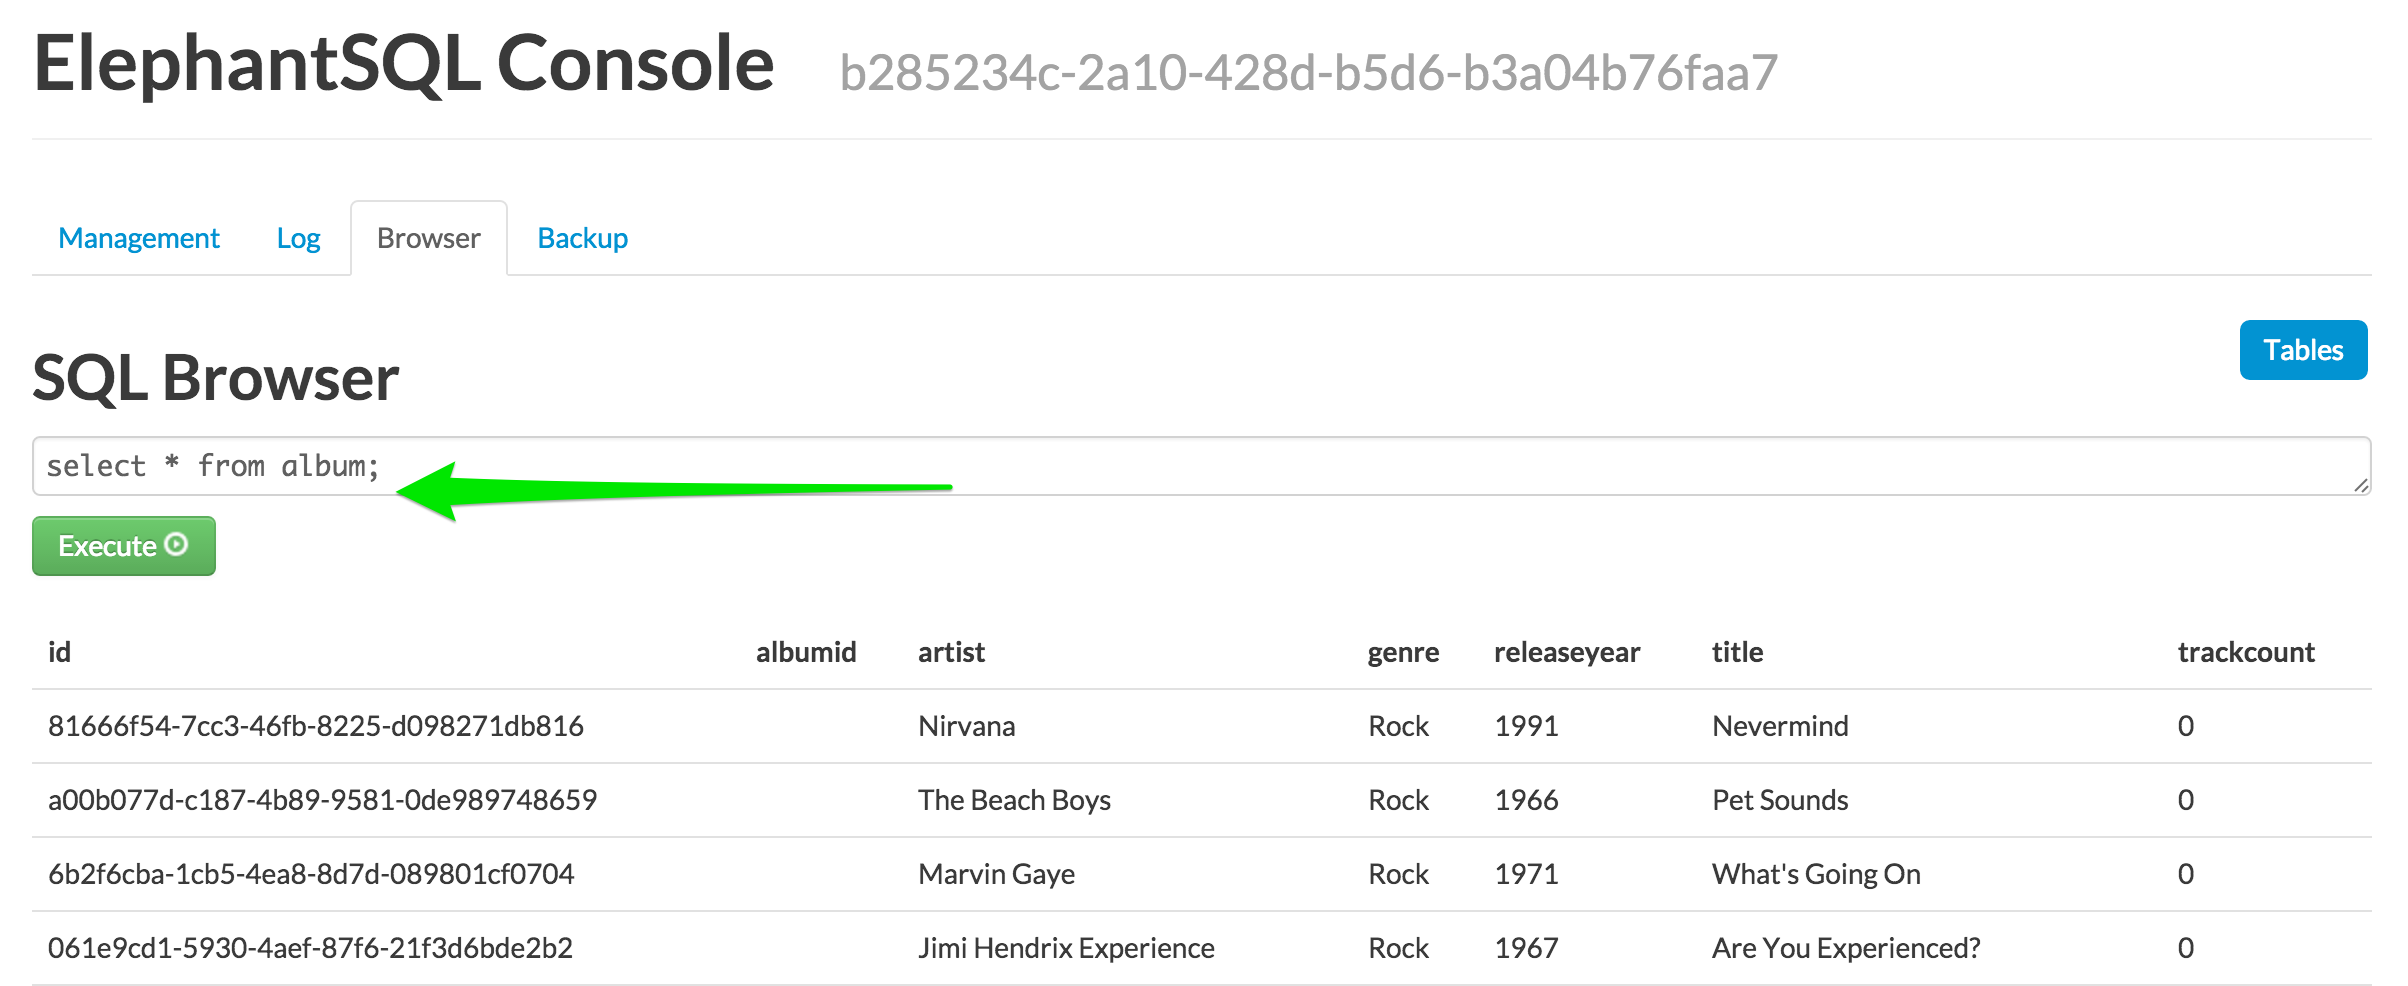 ElephantSQL Console b285234c-2a10-428d-b5d6-b3a04b76faa7
Management Log Browser Backup
Tables
SQL Browser
select * from album;
Execute
id albumid artist genre releaseyear title trackcount
81666f54-7cc3-46fb-8225-d098271db816 Nirvana Rock 1991 Nevermind 0
a00b077d-c187-4b89-9581-0de989748659 The Beach Boys Rock 1966 Pet Sounds 0
6b2f6cba-1cb5-4ea8-8d7d-089801cf0704 Marvin Gaye Rock 1971 What's Going On 0
061e9cd1-5930-4aef-87f6-21f3d6bde2b2 Jimi Hendrix Experience Rock 1967 Are You Experienced? 0